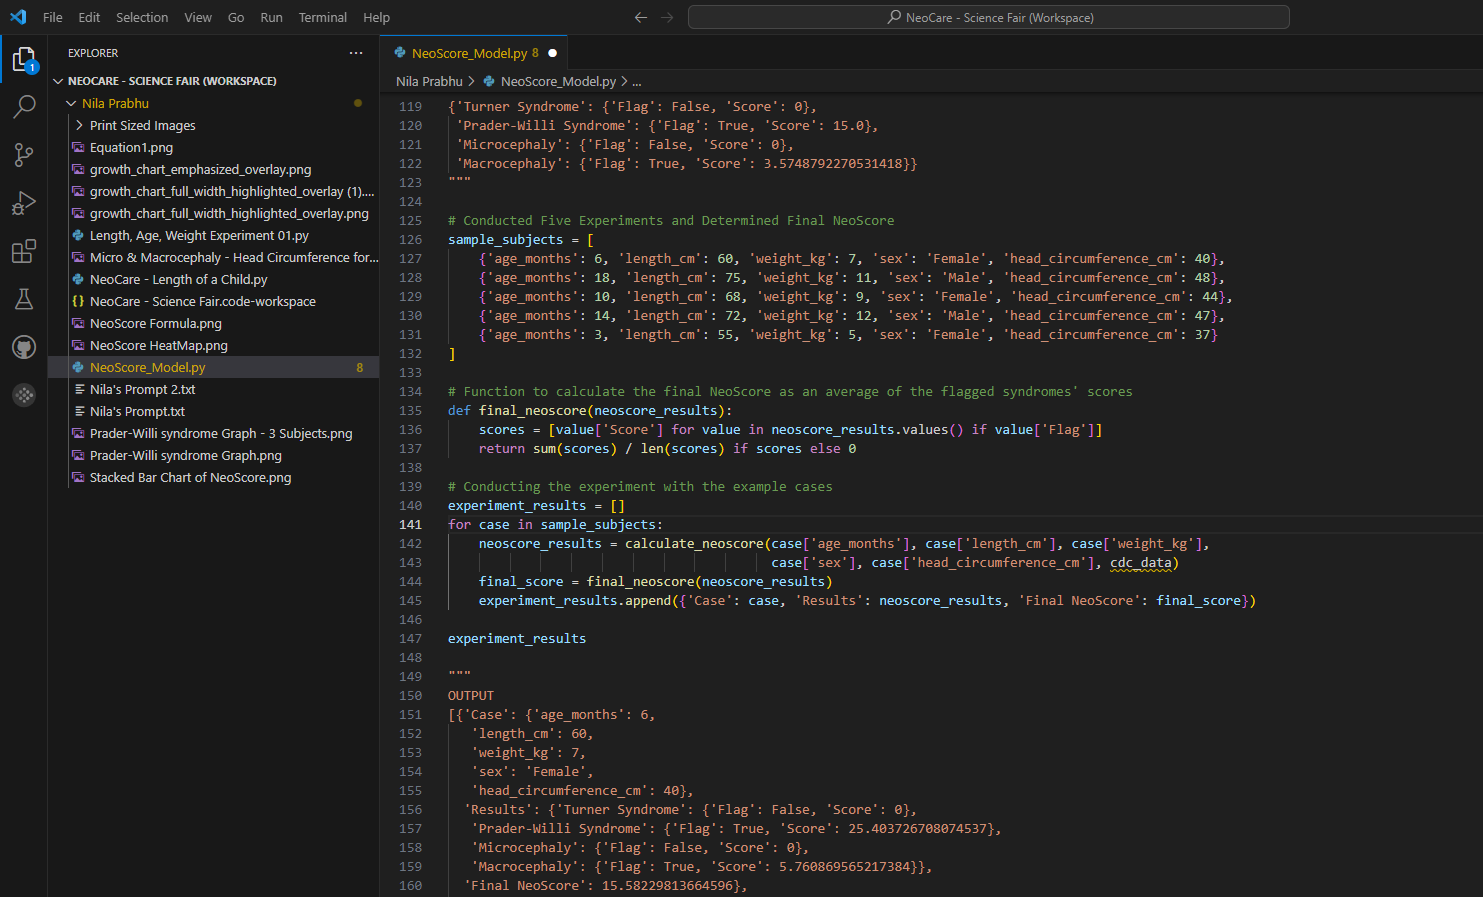 File Edit Selection View Go Run Terminal Help
NeoCare - Science Fair (Workspace)
EXPLORER
NEOCARE - SCIENCE FAIR (WORKSPACE)
Nila Prabhu
Print Sized Images
Equation1.png
growth_chart_emphasized_overlay.png
growth_chart_full_width_highlighted_overlay (1)....
growth_chart_full_width_highlighted_overlay.png
Length, Age, Weight Experiment 01.py
Micro & Macrocephaly - Head Circumference for...
NeoCare - Length of a Child.py
NeoCare - Science Fair.code-workspace
NeoScore Formula.png
NeoScore HeatMap.png
NeoScore_Model.py 8
Nila's Prompt 2.txt
Nila's Prompt.txt
Prader-Willi syndrome Graph - 3 Subjects.png
Prader-Willi syndrome Graph.png
Stacked Bar Chart of NeoScore.png
1
NeoScore_Model.py 8
Nila Prabhu > NeoScore_Model.py > ...
119 {'Turner Syndrome': {'Flag': False, 'Score': 0},
120 'Prader-Willi Syndrome': {'Flag': True, 'Score': 15.0},
121 'Microcephaly': {'Flag': False, 'Score': 0},
122 'Macrocephaly': {'Flag': True, 'Score': 3.5748792270531418}}
123 """
124
125 # Conducted Five Experiments and Determined Final NeoScore
126 sample_subjects = [
127 {'age_months': 6, 'length_cm': 60, 'weight_kg': 7, 'sex': 'Female', 'head_circumference_cm': 40},
128 {'age_months': 18, 'length_cm': 75, 'weight_kg': 11, 'sex': 'Male', 'head_circumference_cm': 48},
129 {'age_months': 10, 'length_cm': 68, 'weight_kg': 9, 'sex': 'Female', 'head_circumference_cm': 44},
130 {'age_months': 14, 'length_cm': 72, 'weight_kg': 12, 'sex': 'Male', 'head_circumference_cm': 47},
131 {'age_months': 3, 'length_cm': 55, 'weight_kg': 5, 'sex': 'Female', 'head_circumference_cm': 37}
132 ]
133
134 # Function to calculate the final NeoScore as an average of the flagged syndromes' scores
135 def final_neoscore(neoscore_results):
136 scores = [value['Score'] for value in neoscore_results.values() if value['Flag']]
137 return sum(scores) / len(scores) if scores else 0
138
139 # Conducting the experiment with the example cases
140 experiment_results = []
141 for case in sample_subjects:
142 neoscore_results = calculate_neoscore(case['age_months'], case['length_cm'], case['weight_kg'],
143 case['sex'], case['head_circumference_cm'], cdc_data)
144 final_score = final_neoscore(neoscore_results)
145 experiment_results.append({'Case': case, 'Results': neoscore_results, 'Final NeoScore': final_score})
146
147 experiment_results
148
149 """
150 OUTPUT
151 [{'Case': {'age_months': 6,
152 'length_cm': 60,
153 'weight_kg': 7,
154 'sex': 'Female',
155 'head_circumference_cm': 40},
156 'Results': {'Turner Syndrome': {'Flag': False, 'Score': 0},
157 'Prader-Willi Syndrome': {'Flag': True, 'Score': 25.403726708074537},
158 'Microcephaly': {'Flag': False, 'Score': 0},
159 'Macrocephaly': {'Flag': True, 'Score': 5.760869565217384}},
160 'Final NeoScore': 15.58229813664596},